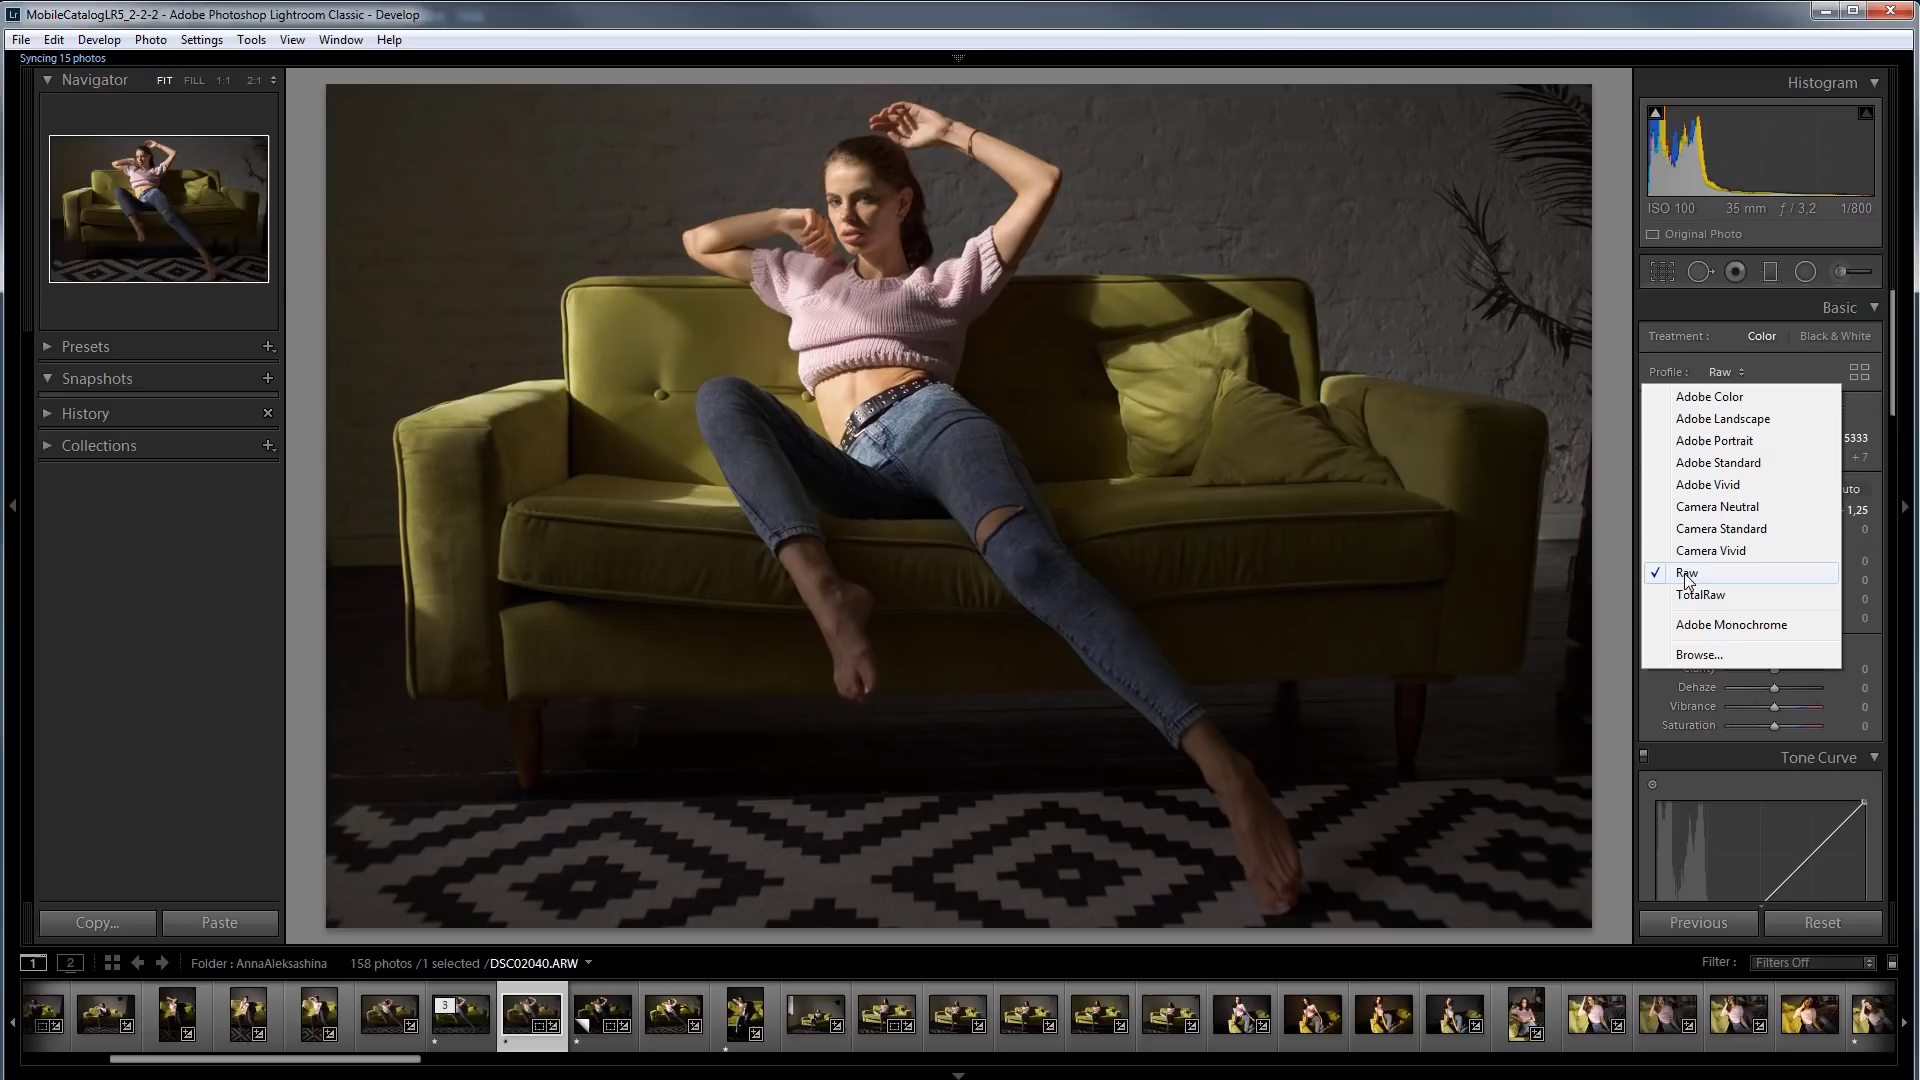 MobileCatalogLR5_2-2-2 - Adobe Photoshop Lightroom Classic - Develop
File Edit Develop Photo Settings Tools View Window Help
Syncing 15 photos
Navigator FIT FILL 1:1 2:1
Presets
Snapshots
History
Collections
Copy... Paste
Histogram
ISO 100 35 mm ƒ / 3,2 1/800
Original Photo
Basic
Treatment : Color Black & White
Profile : Raw
Adobe Color
Adobe Landscape
Adobe Portrait
5333
Adobe Standard
+ 7
Adobe Vivid
uto
Camera Neutral
1,25
Camera Standard
0
Camera Vivid
0
Raw
0
TotalRaw
0
0
Adobe Monochrome
Browse...
Clarity 0
Dehaze 0
Vibrance 0
Saturation 0
Tone Curve
Previous Reset
1 2 Folder : AnnaAleksashina 158 photos /1 selected /DSC02040.ARW
Filter : Filters Off
3